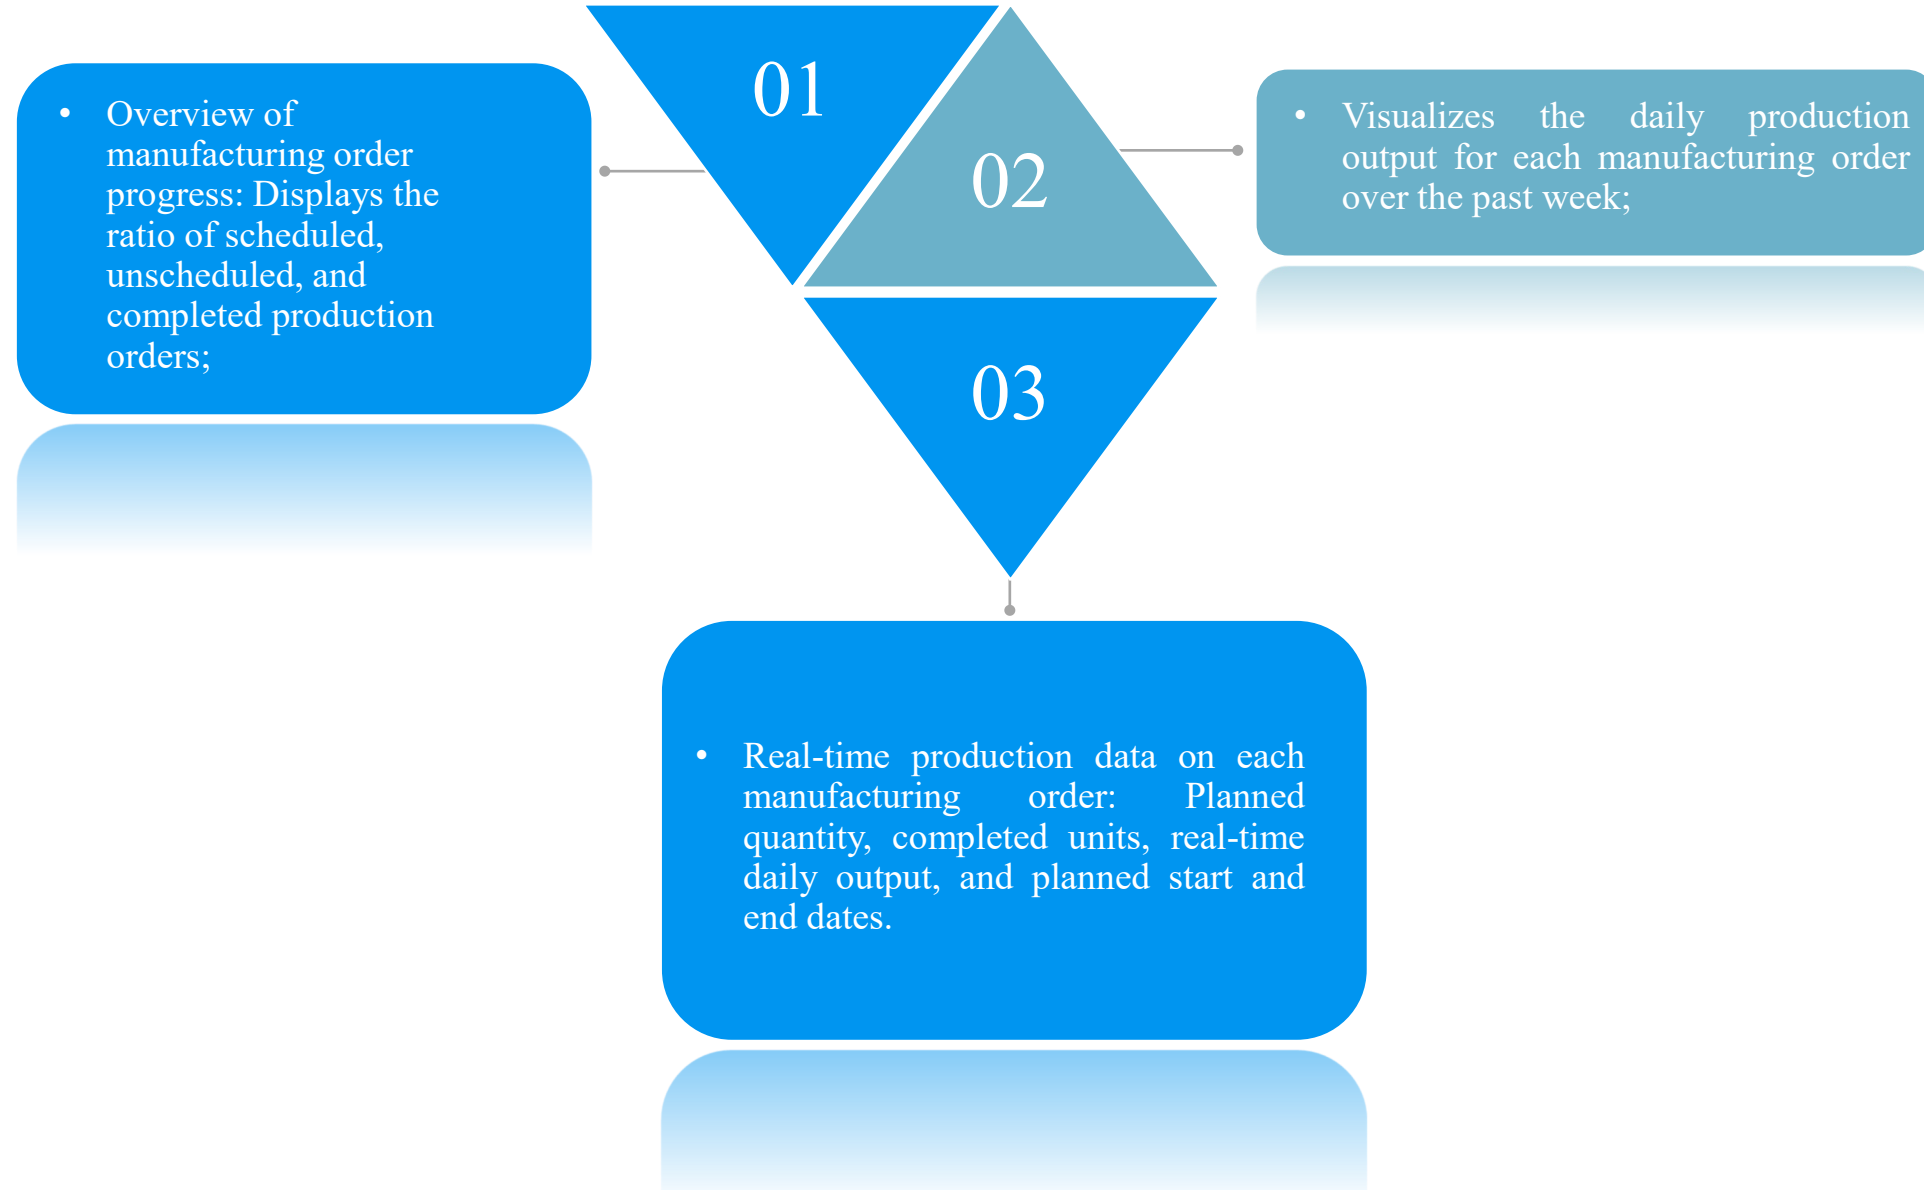 01
• Overview of
manufacturing order
progress: Displays the
ratio of scheduled,
unscheduled, and
completed production
orders;
02
• Visualizes the daily production
output for each manufacturing order
over the past week;
03
• Real-time production data on each
manufacturing order: Planned
quantity, completed units, real-time
daily output, and planned start and
end dates.